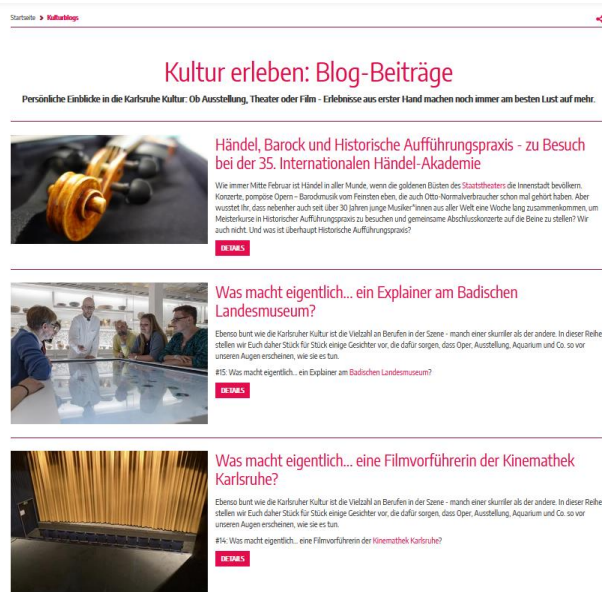 Startseite > Kulturblogs
Kultur erleben: Blog-Beiträge
Persönliche Einblicke in die Karlsruhe Kultur: Ob Ausstellung, Theater oder Film - Erlebnisse aus erster Hand machen noch immer am besten Lust auf mehr.
Händel, Barock und Historische Aufführungspraxis - zu Besuch
bei der 35. Internationalen Händel-Akademie
Wie immer Mitte Februar ist Händel in aller Munde, wenn die goldenen Büsten des Staatstheaters die Innenstadt bevölkern.
Konzerte, pompöse Opern – Barockmusik vom Feinsten eben, die auch Otto-Normalverbraucher schon mal gehört haben. Aber
wusstet Ihr, dass nebenher auch seit über 30 Jahren junge Musiker*innen aus aller Welt eine Woche lang zusammenkommen, um
Meisterkurse in Historischer Aufführungspraxis zu besuchen und gemeinsame Abschlusskonzerte auf die Beine zu stellen? Wir
auch nicht. Und was ist überhaupt Historische Aufführungspraxis?
DETAILS
Was macht eigentlich... ein Explainer am Badischen
Landesmuseum?
Ebenso bunt wie die Karlsruher Kultur ist die Vielzahl an Berufen in der Szene - manch einer skurriler als der andere. In dieser Reihe
stellen wir Euch daher Stück für Stück einige Gesichter vor, die dafür sorgen, dass Oper, Ausstellung, Aquarium und Co. so vor
unseren Augen erscheinen, wie sie es tun.
#15: Was macht eigentlich... ein Explainer am Badischen Landesmuseum?
DETAILS
Was macht eigentlich... eine Filmvorführerin der Kinemathek
Karlsruhe?
Ebenso bunt wie die Karlsruher Kultur ist die Vielzahl an Berufen in der Szene - manch einer skurriler als der andere. In dieser Reihe
stellen wir Euch daher Stück für Stück einige Gesichter vor, die dafür sorgen, dass Oper, Ausstellung, Aquarium und Co. so vor
unseren Augen erscheinen, wie sie es tun.
#14: Was macht eigentlich... eine Filmvorführerin der Kinemathek Karlsruhe?
DETAILS